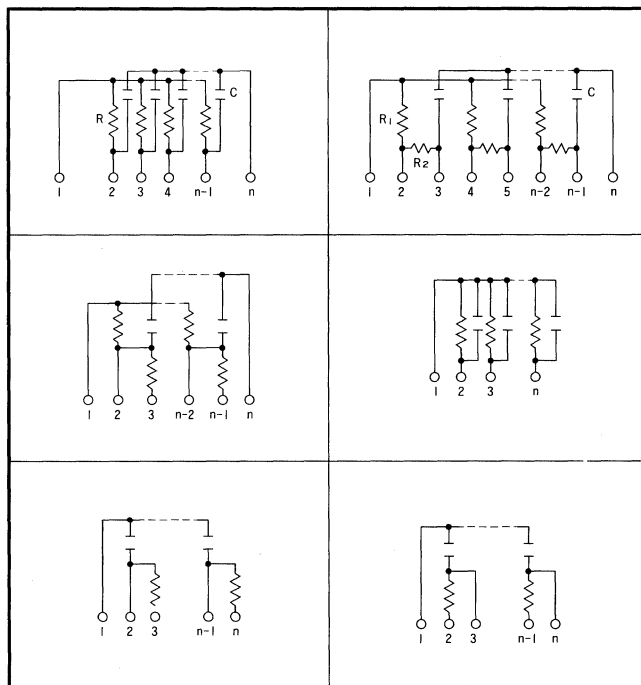 R
C
1 2 3 4 n-1 n
R1
R2
1 2 3 4 5 n-2 n-1 n
1 2 3 n-2 n-1 n
1 2 3 n
1 2 3 n-1 n
1 2 3 n-1 n
C